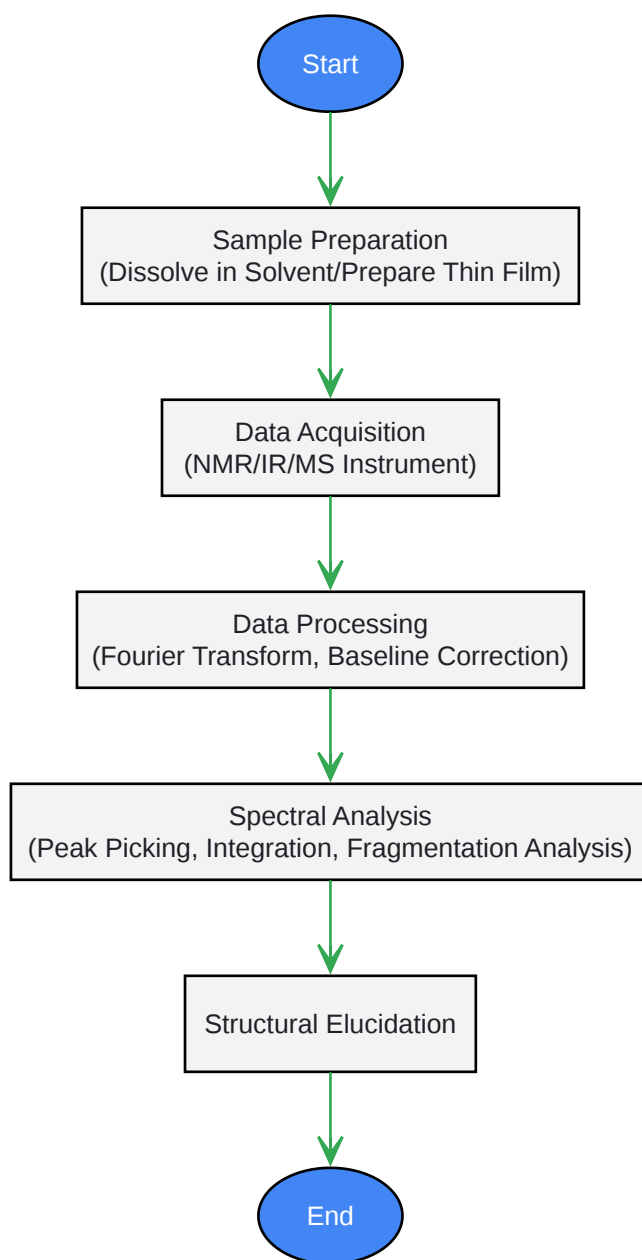 Start
Sample Preparation
(Dissolve in Solvent/Prepare Thin Film)
Data Acquisition
(NMR/IR/MS Instrument)
Data Processing
(Fourier Transform, Baseline Correction)
Spectral Analysis
(Peak Picking, Integration, Fragmentation Analysis)
Structural Elucidation
End